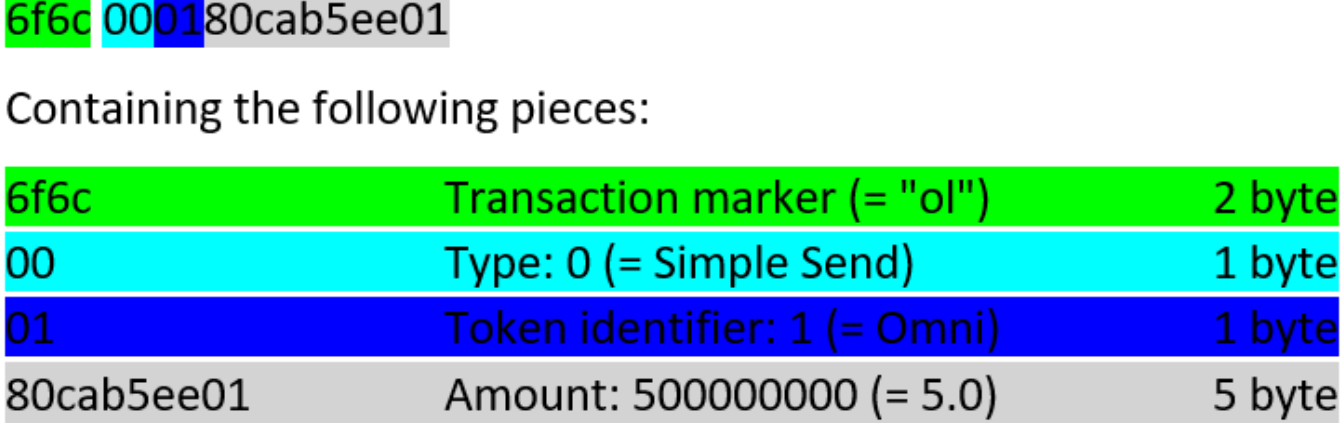 6f6c 000180cab5ee01
Containing the following pieces:
6f6c Transaction marker (= "ol") 2 byte
00 Type: 0 (= Simple Send) 1 byte
01 Token identifier: 1 (= Omni) 1 byte
80cab5ee01 Amount: 500000000 (= 5.0) 5 byte